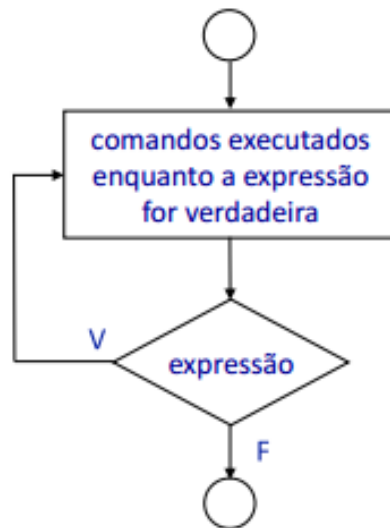 comandos executados
enquanto a expressão
for verdadeira
V
expressão
F